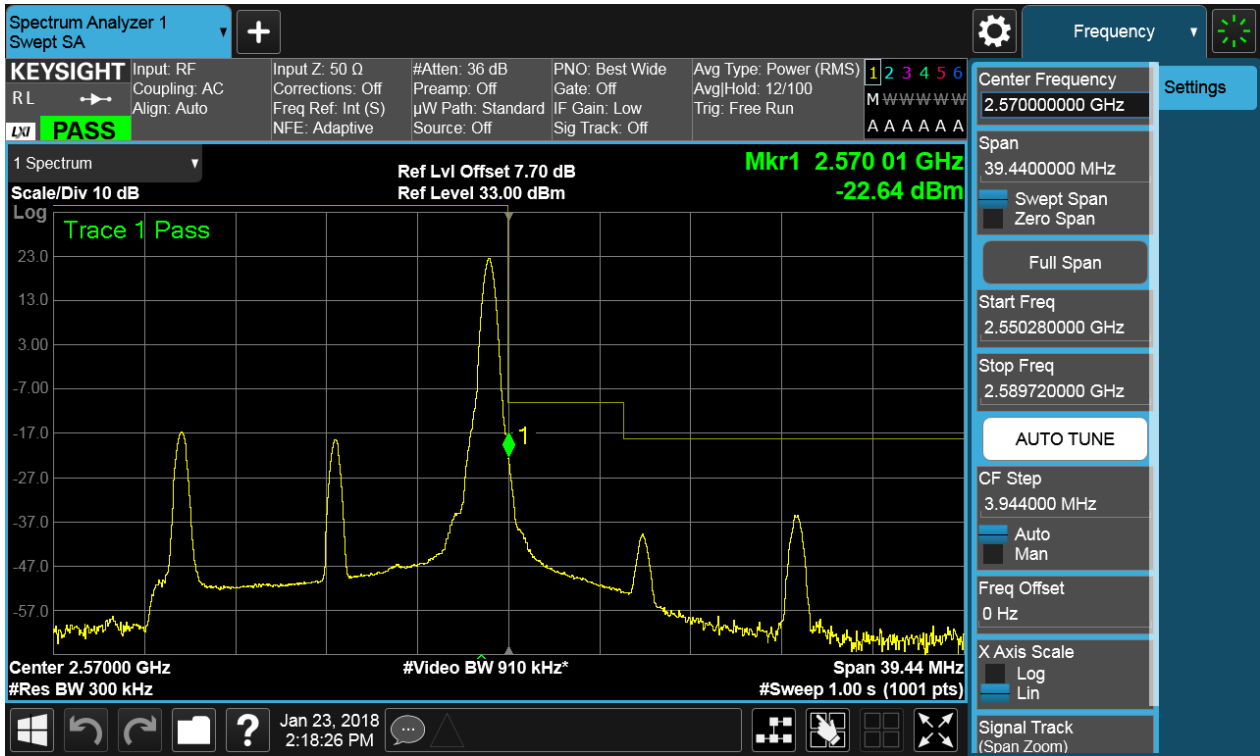 Spectrum Analyzer 1
Swept SA
Frequency
KEYSIGHT
R L
LXI
PASS
Input: RF
Coupling: AC
Align: Auto
Input Z: 50 Ω
Corrections: Off
Freq Ref: Int (S)
NFE: Adaptive
#Atten: 36 dB
Preamp: Off
µW Path: Standard
Source: Off
PNO: Best Wide
Gate: Off
IF Gain: Low
Sig Track: Off
Avg Type: Power (RMS)
Avg|Hold: 12/100
Trig: Free Run
1 2 3 4 5 6
M W W W W W
A A A A A A
1 Spectrum
Scale/Div 10 dB
Ref Lvl Offset 7.70 dB
Ref Level 33.00 dBm
Mkr1 2.570 01 GHz
-22.64 dBm
Log
Trace 1 Pass
23.0
13.0
3.00
-7.00
-17.0
-27.0
-37.0
-47.0
-57.0
1
Center 2.57000 GHz
#Res BW 300 kHz
#Video BW 910 kHz*
Span 39.44 MHz
#Sweep 1.00 s (1001 pts)
Center Frequency
2.570000000 GHz
Span
39.4400000 MHz
Swept Span
Zero Span
Full Span
Start Freq
2.550280000 GHz
Stop Freq
2.589720000 GHz
AUTO TUNE
CF Step
3.944000 MHz
Auto
Man
Freq Offset
0 Hz
X Axis Scale
Log
Lin
Signal Track
(Span Zoom)
Settings
?
Jan 23, 2018
2:18:26 PM